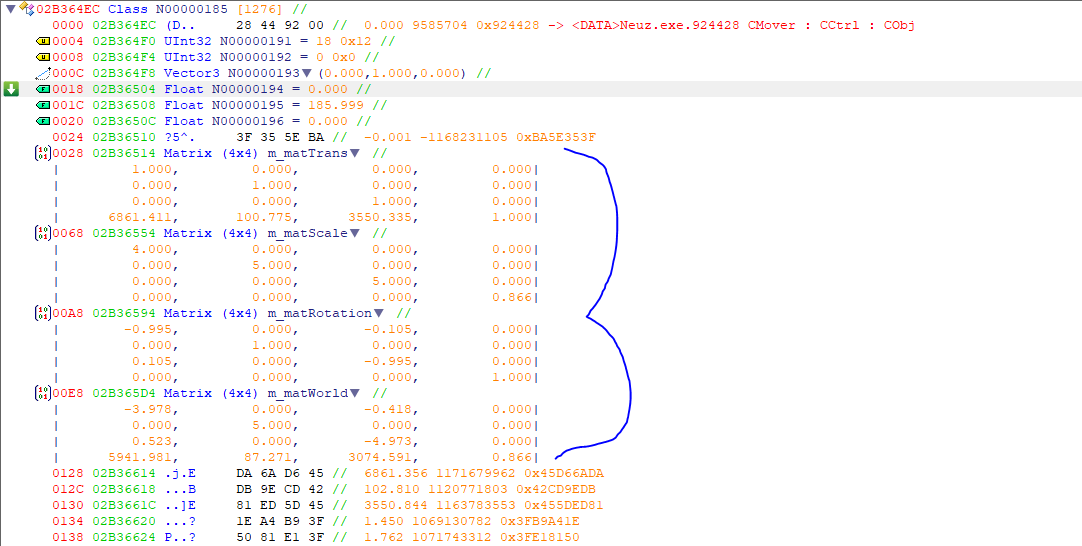 02B364EC Class N00000185 [1276] //
0000 02B364EC (D.. 28 44 92 00 // 0.000 9585704 0x924428 -> <DATA>Neuz.exe.924428 CMover : CCtrl : CObj
0004 02B364F0 UInt32 N00000191 = 18 0x12 //
0008 02B364F4 UInt32 N00000192 = 0 0x0 //
000C 02B364F8 Vector3 N00000193 (0.000,1.000,0.000) //
0018 02B36504 Float N00000194 = 0.000 //
001C 02B36508 Float N00000195 = 185.999 //
0020 02B3650C Float N00000196 = 0.000 //
0024 02B36510 ?5^. 3F 35 5E BA // -0.001 -1168231105 0xBA5E353F
0028 02B36514 Matrix (4x4) m_matTrans //
| 1.000, 0.000, 0.000, 0.000|
| 0.000, 1.000, 0.000, 0.000|
| 0.000, 0.000, 1.000, 0.000|
| 6861.411, 100.775, 3550.335, 1.000|
0068 02B36554 Matrix (4x4) m_matScale //
| 4.000, 0.000, 0.000, 0.000|
| 0.000, 5.000, 0.000, 0.000|
| 0.000, 0.000, 5.000, 0.000|
| 0.000, 0.000, 0.000, 0.866|
00A8 02B36594 Matrix (4x4) m_matRotation //
| -0.995, 0.000, -0.105, 0.000|
| 0.000, 1.000, 0.000, 0.000|
| 0.105, 0.000, -0.995, 0.000|
| 0.000, 0.000, 0.000, 1.000|
00E8 02B365D4 Matrix (4x4) m_matWorld //
| -3.978, 0.000, -0.418, 0.000|
| 0.000, 5.000, 0.000, 0.000|
| 0.523, 0.000, -4.973, 0.000|
| 5941.981, 87.271, 3074.591, 0.866|
0128 02B36614 .j.E DA 6A D6 45 // 6861.356 1171679962 0x45D66ADA
012C 02B36618 ...B DB 9E CD 42 // 102.810 1120771803 0x42CD9EDB
0130 02B3661C ..]E 81 ED 5D 45 // 3550.844 1163783553 0x455DED81
0134 02B36620 ...? 1E A4 B9 3F // 1.450 1069130782 0x3FB9A41E
0138 02B36624 P..? 50 81 E1 3F // 1.762 1071743312 0x3FE18150